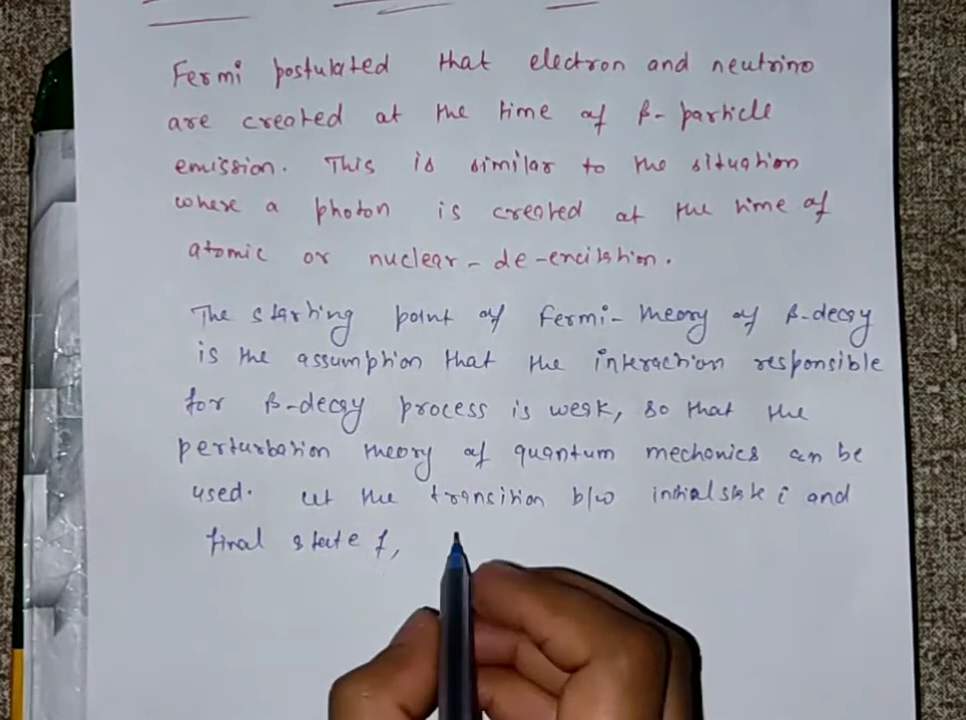 Fermi postulated that electron and neutrino
are created at the time of β- particle
emission. This is similar to the situation
where a photon is created at the time of
atomic or nuclear - de-excitation.
The starting point of Fermi- theory of β-decay
is the assumption that the interaction responsible
for β-decay process is weak, so that the
perturbation theory of quantum mechanics can be
used. Let the transition b/w initial state i and
final state f,